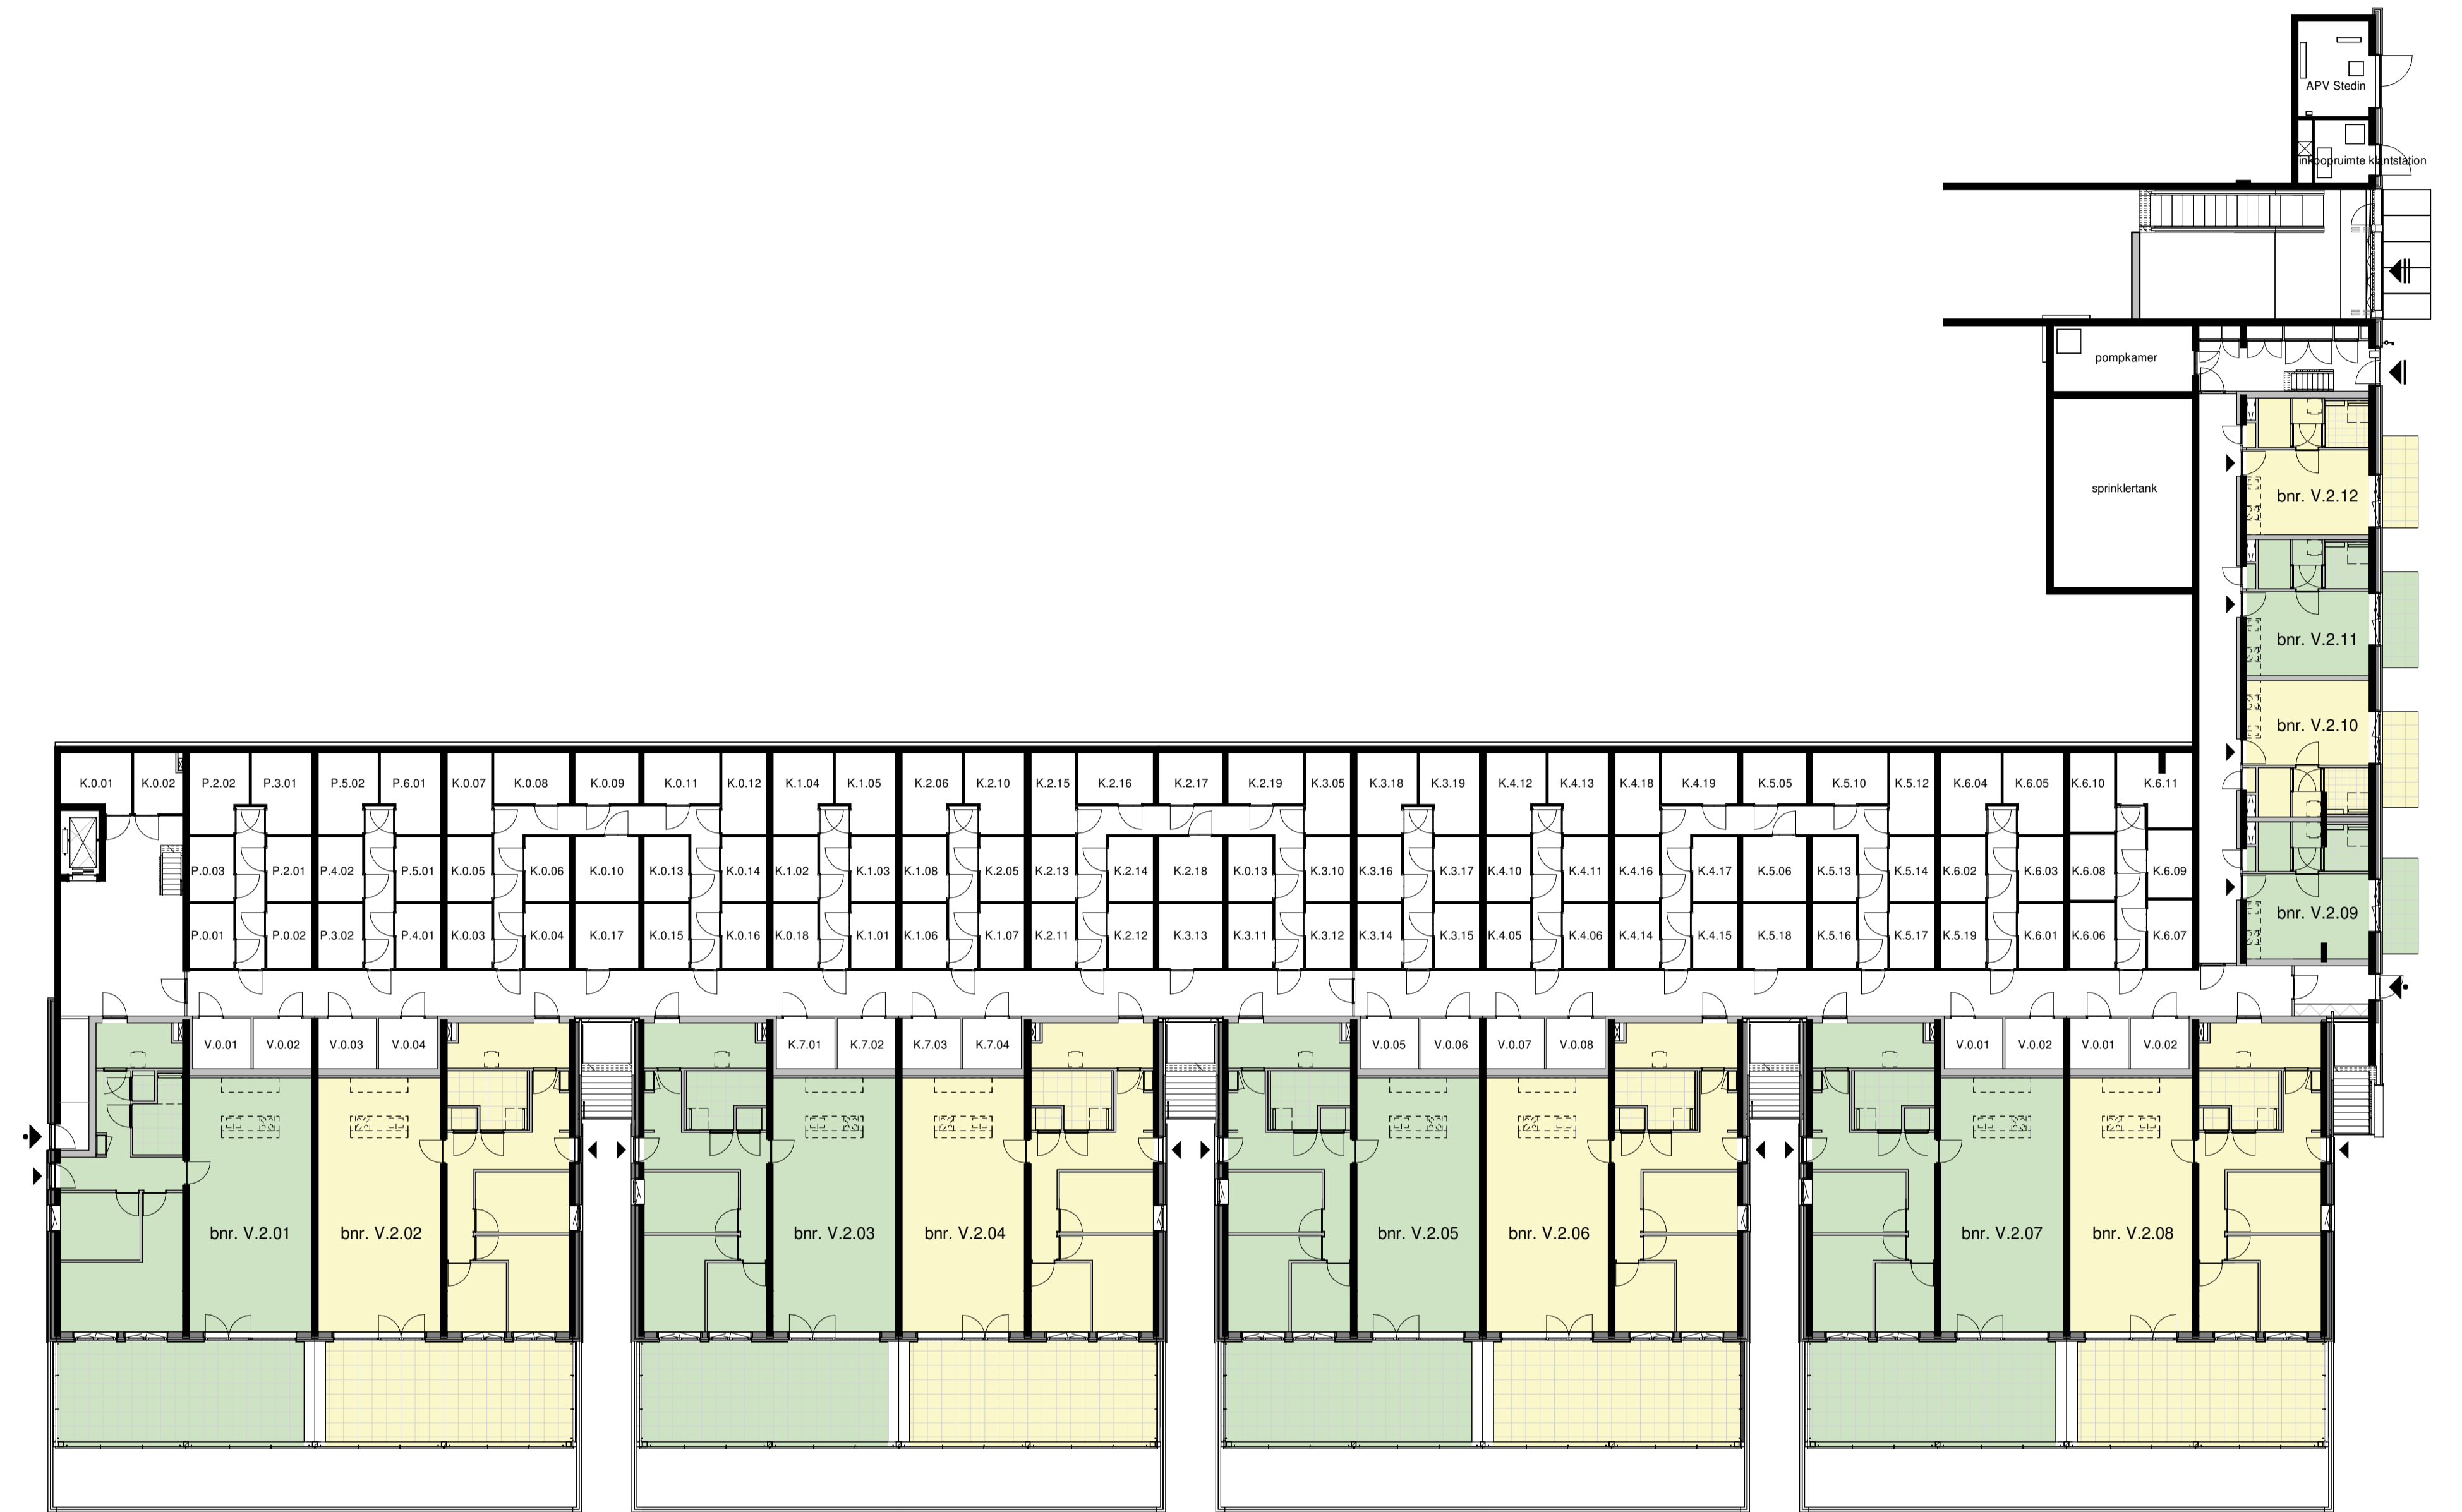 APV Stedin
inkoopruimte klantstation
pompkamer
sprinklertank
bnr. V.2.12
bnr. V.2.11
bnr. V.2.10
bnr. V.2.09
K.0.01 K.0.02 P.2.02 P.3.01 P.5.02 P.6.01 K.0.07 K.0.08 K.0.09 K.0.11 K.0.12 K.1.04 K.1.05 K.2.06 K.2.10 K.2.15 K.2.16 K.2.17 K.2.19 K.3.05 K.3.18 K.3.19 K.4.12 K.4.13 K.4.18 K.4.19 K.5.05 K.5.10 K.5.12 K.6.04 K.6.05 K.6.10 K.6.11
P.0.03 P.2.01 P.4.02 P.5.01 K.0.05 K.0.06 K.0.10 K.0.13 K.0.14 K.1.02 K.1.03 K.1.08 K.2.05 K.2.13 K.2.14 K.2.18 K.0.13 K.3.10 K.3.16 K.3.17 K.4.10 K.4.11 K.4.16 K.4.17 K.5.06 K.5.13 K.5.14 K.6.02 K.6.03 K.6.08 K.6.09
P.0.01 P.0.02 P.3.02 P.4.01 K.0.03 K.0.04 K.0.17 K.0.15 K.0.16 K.0.18 K.1.01 K.1.06 K.1.07 K.2.11 K.2.12 K.3.13 K.3.11 K.3.12 K.3.14 K.3.15 K.4.05 K.4.06 K.4.14 K.4.15 K.5.18 K.5.16 K.5.17 K.5.19 K.6.01 K.6.06 K.6.07
V.0.01 V.0.02 V.0.03 V.0.04 K.7.01 K.7.02 K.7.03 K.7.04 V.0.05 V.0.06 V.0.07 V.0.08 V.0.01 V.0.02 V.0.01 V.0.02
bnr. V.2.01 bnr. V.2.02 bnr. V.2.03 bnr. V.2.04 bnr. V.2.05 bnr. V.2.06 bnr. V.2.07 bnr. V.2.08